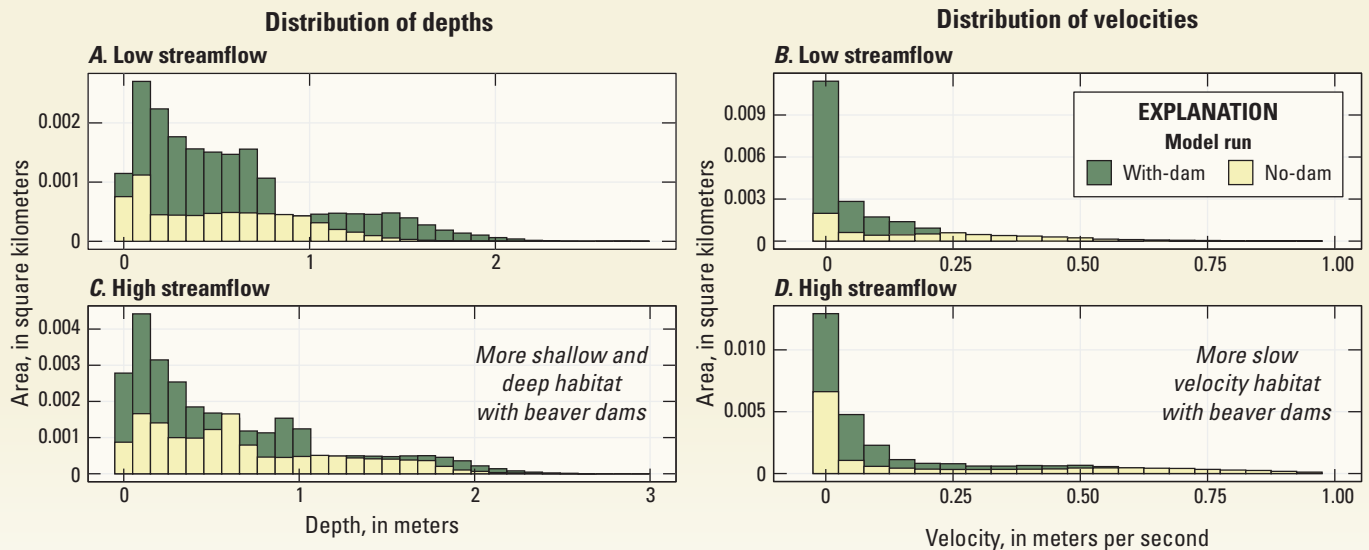 Distribution of depths
A. Low streamflow
0.002
0.001
0
0
1
2
C. High streamflow
0.004
0.003
0.002
0.001
0
0
1
2
3
More shallow and
deep habitat
with beaver dams
Area, in square kilometers
Depth, in meters
Distribution of velocities
B. Low streamflow
0.009
0.006
0.003
0
0
0.25
0.50
0.75
1.00
EXPLANATION
Model run
With-dam No-dam
D. High streamflow
0.010
0.005
0
0
0.25
0.50
0.75
1.00
More slow
velocity habitat
with beaver dams
Area, in square kilometers
Velocity, in meters per second